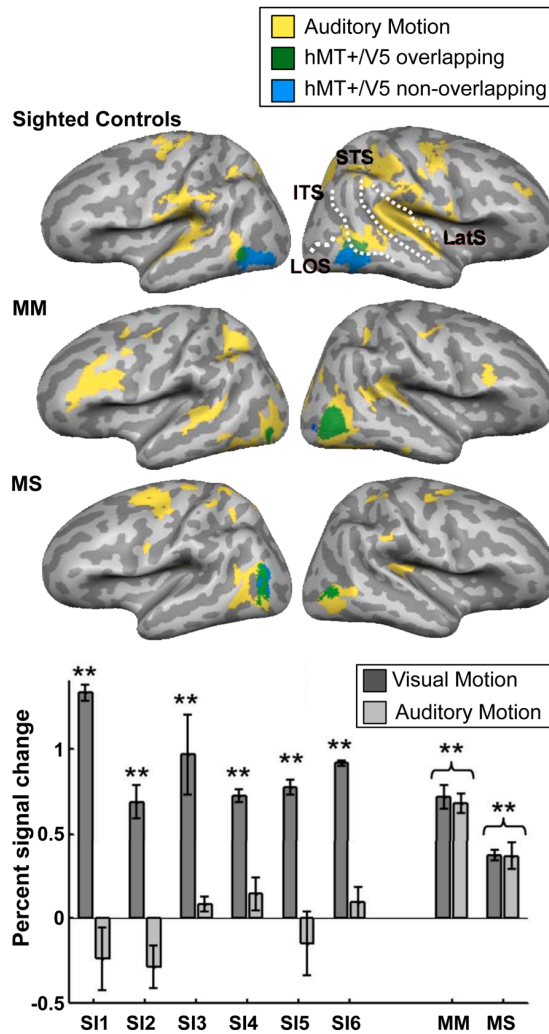 Auditory Motion
hMT+/V5 overlapping
hMT+/V5 non-overlapping
Sighted Controls
STS
ITS
LatS
LOS
MM
MS
Visual Motion
Auditory Motion
Percent signal change
**
**
**
**
**
**
**
**
1
0.5
0
-0.5
SI1 SI2 SI3 SI4 SI5 SI6 MM MS